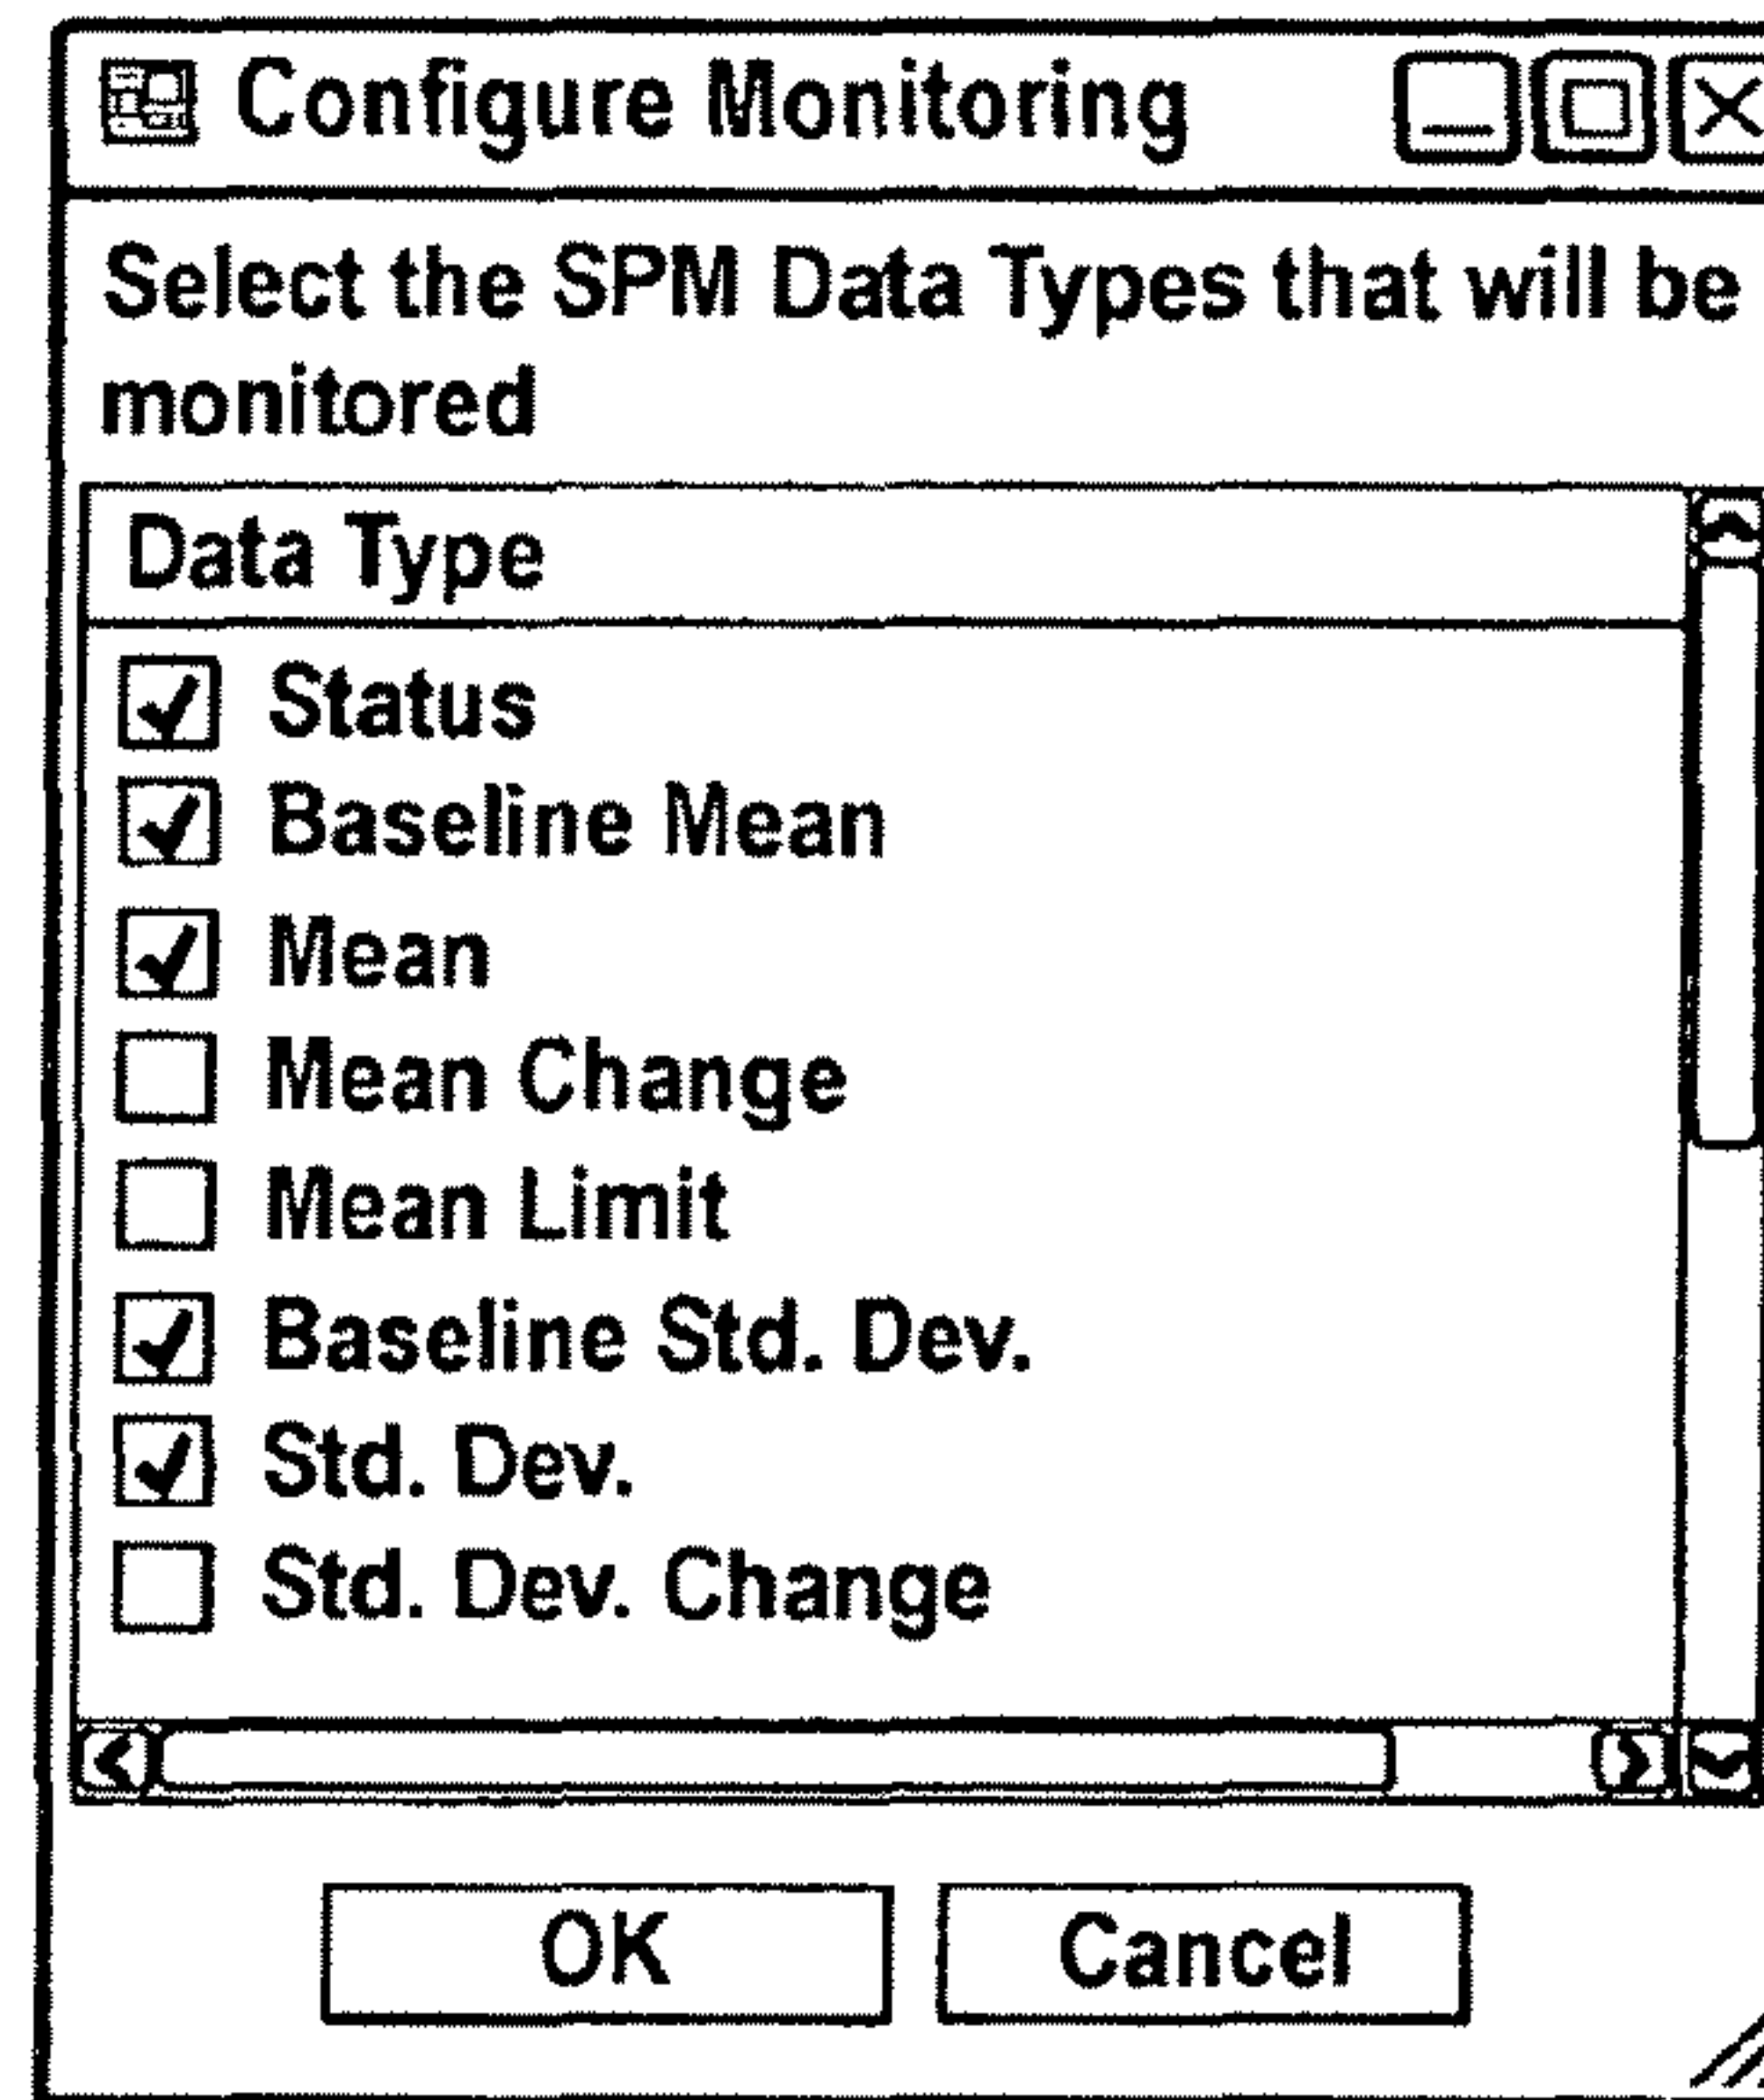 Configure Monitoring
Select the SPM Data Types that will be
monitored
Data Type
Status
Baseline Mean
Mean
Mean Change
Mean Limit
Baseline Std. Dev.
Std. Dev.
Std. Dev. Change
OK
Cancel